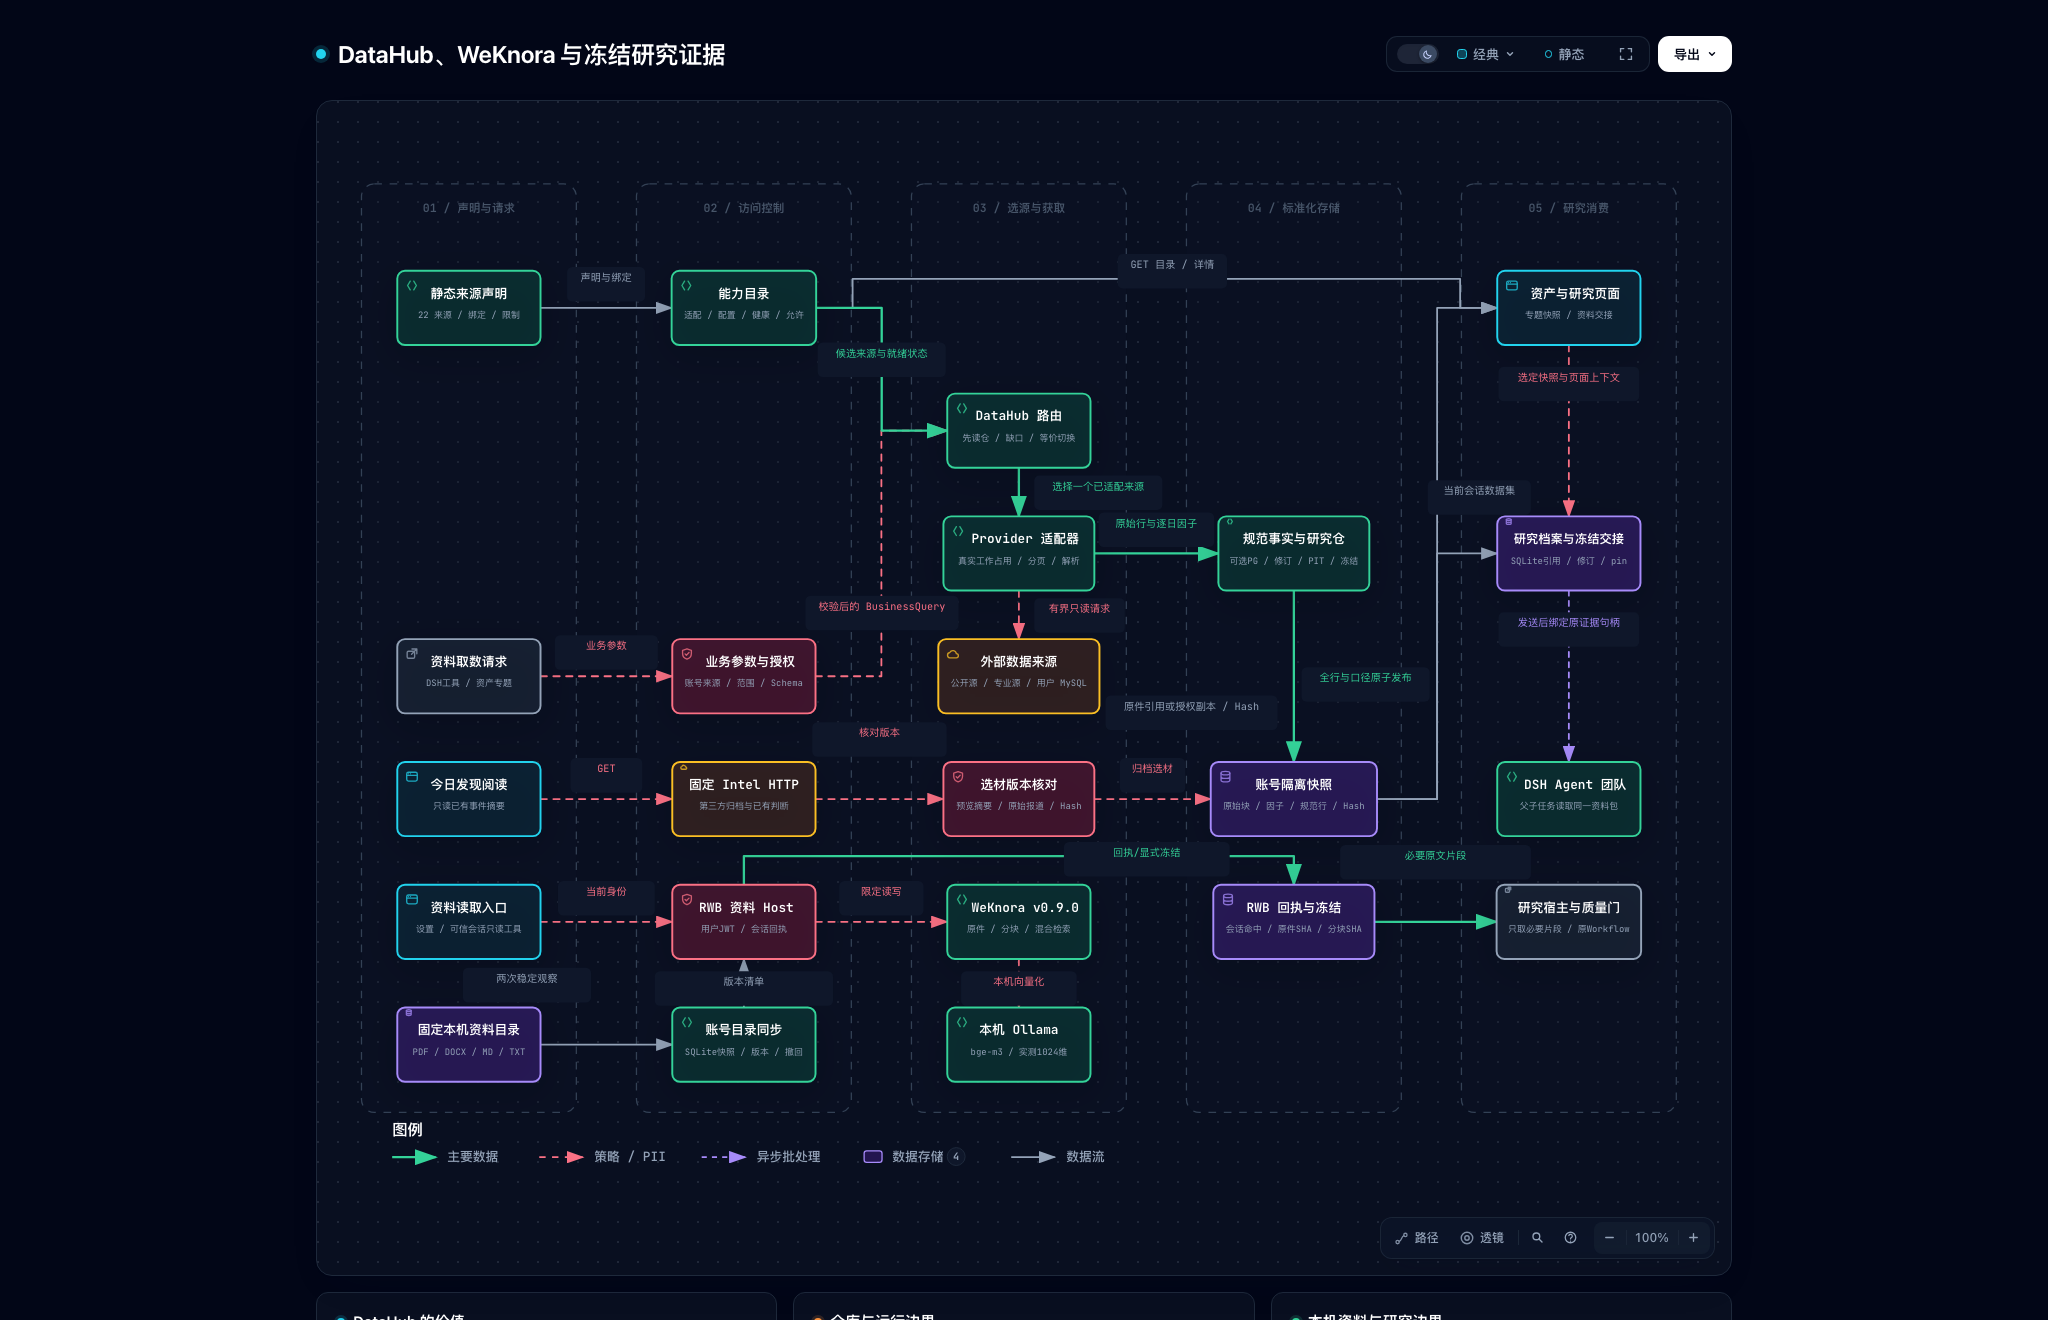 DataHub、WeKnora 与冻结研究证据
经典
静态
导出
01 / 声明与请求
02 / 访问控制
03 / 选源与获取
04 / 标准化存储
05 / 研究消费
GET 目录 / 详情
声明与绑定
静态来源声明
22 来源 / 绑定 / 限制
能力目录
适配 / 配置 / 健康 / 允许
资产与研究页面
专题快照 / 资料交接
候选来源与就绪状态
选定快照与页面上下文
DataHub 路由
先读仓 / 缺口 / 等价切换
选择一个已适配来源
当前会话数据集
原始行与逐日因子
Provider 适配器
真实工作占用 / 分页 / 解析
规范事实与研究仓
可选PG / 修订 / PIT / 冻结
研究档案与冻结交接
SQLite引用 / 修订 / pin
校验后的 BusinessQuery
有界只读请求
发送后绑定原证据句柄
业务参数
资料取数请求
DSH工具 / 资产专题
业务参数与授权
账号来源 / 范围 / Schema
外部数据来源
公开源 / 专业源 / 用户 MySQL
全行与口径原子发布
原件引用或授权副本 / Hash
核对版本
GET
归档选材
今日发现阅读
只读已有事件摘要
固定 Intel HTTP
第三方归档与已有判断
选材版本核对
预览摘要 / 原始报道 / Hash
账号隔离快照
原始块 / 因子 / 规范行 / Hash
DSH Agent 团队
父子任务读取同一资料包
回执/显式冻结
必要原文片段
当前身份
限定读写
资料读取入口
设置 / 可信会话只读工具
RWB 资料 Host
用户JWT / 会话回执
WeKnora v0.9.0
原件 / 分块 / 混合检索
RWB 回执与冻结
会话命中 / 原件SHA / 分块SHA
研究宿主与质量门
只取必要片段 / 原Workflow
两次稳定观察
版本清单
本机向量化
固定本机资料目录
PDF / DOCX / MD / TXT
账号目录同步
SQLite快照 / 版本 / 撤回
本机 Ollama
bge-m3 / 实测1024维
图例
主要数据
策略 / PII
异步批处理
数据存储 4
数据流
路径
透镜
100%
DataHub 的价值
仓库与运行边界
本机资料与研究边界